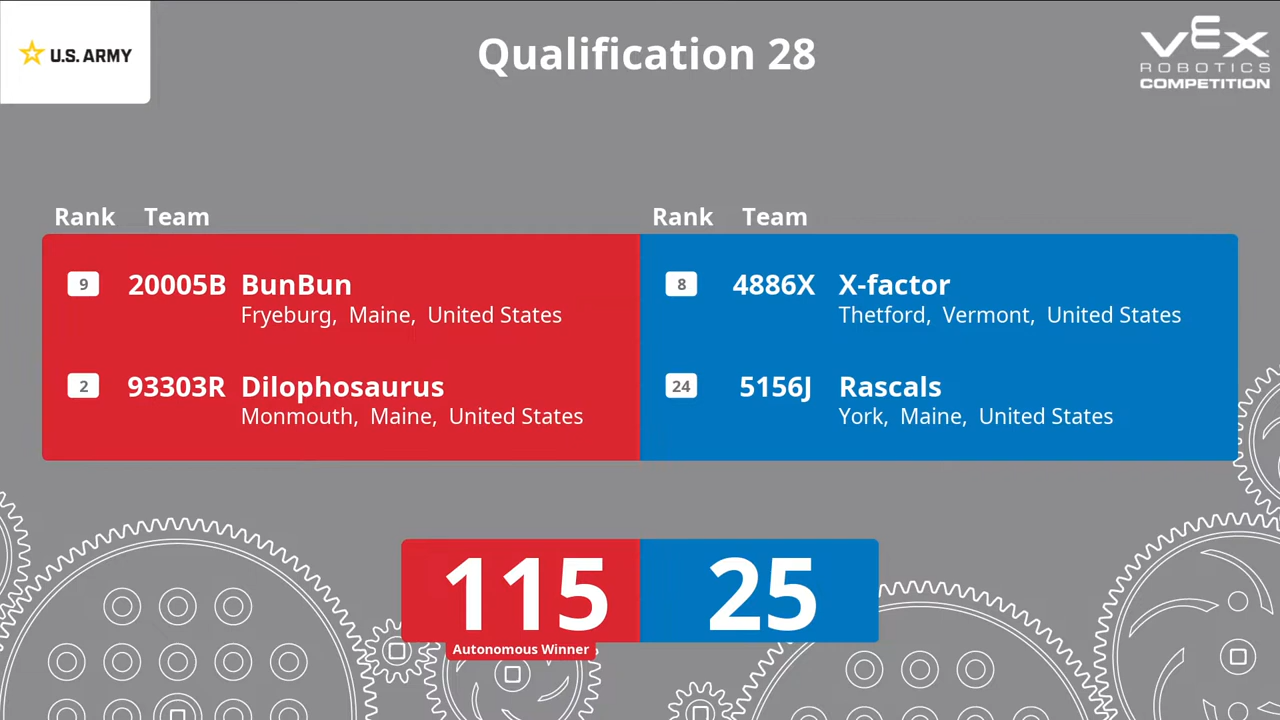 U.S. ARMY
Qualification 28
VEX
ROBOTICS
COMPETITION
Rank Team
Rank Team
9 20005B BunBun
Fryeburg, Maine, United States
2 93303R Dilophosaurus
Monmouth, Maine, United States
8 4886X X-factor
Thetford, Vermont, United States
24 5156J Rascals
York, Maine, United States
115 25
Autonomous Winner